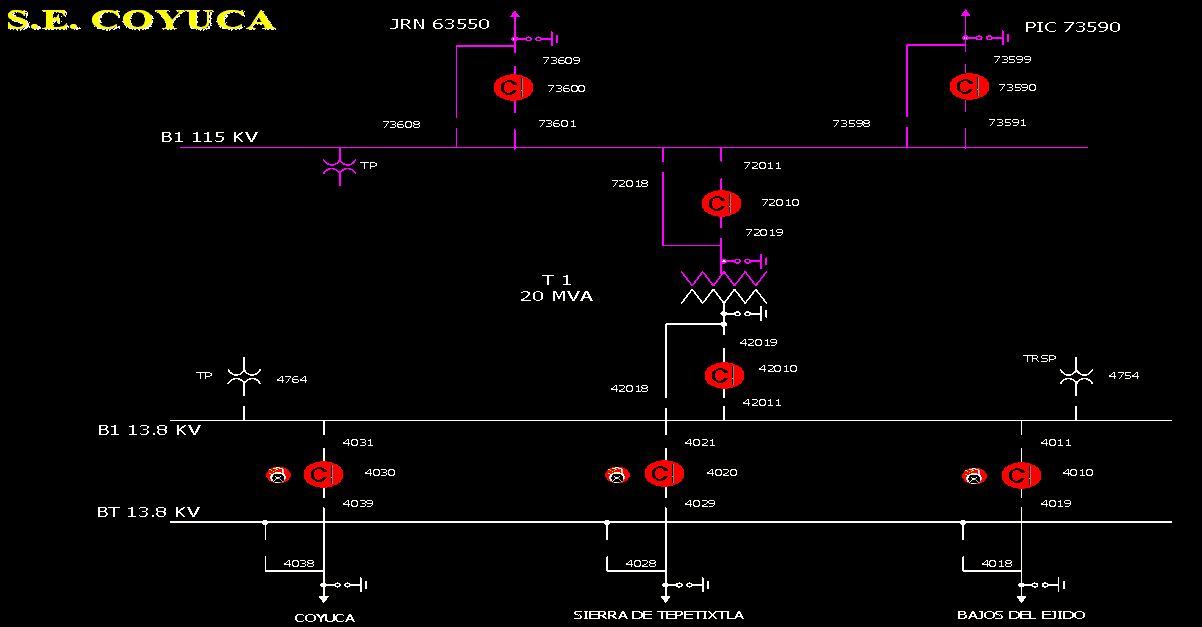 S.E. COYUCA
JRN 63550
PIC 73590
73609
73599
C
73600
C
73590
73608
73601
73598
73591
B1 115 KV
TP
72011
72018
C
72010
72019
T 1
20 MVA
42019
TP
4764
C
42010
TRSP
4754
42018
42011
B1 13.8 KV
4031
4021
4011
C
4030
C
4020
C
4010
4039
4029
4019
BT 13.8 KV
4038
4028
4018
COYUCA
SIERRA DE TEPETIXTLA
BAJOS DEL EJIDO